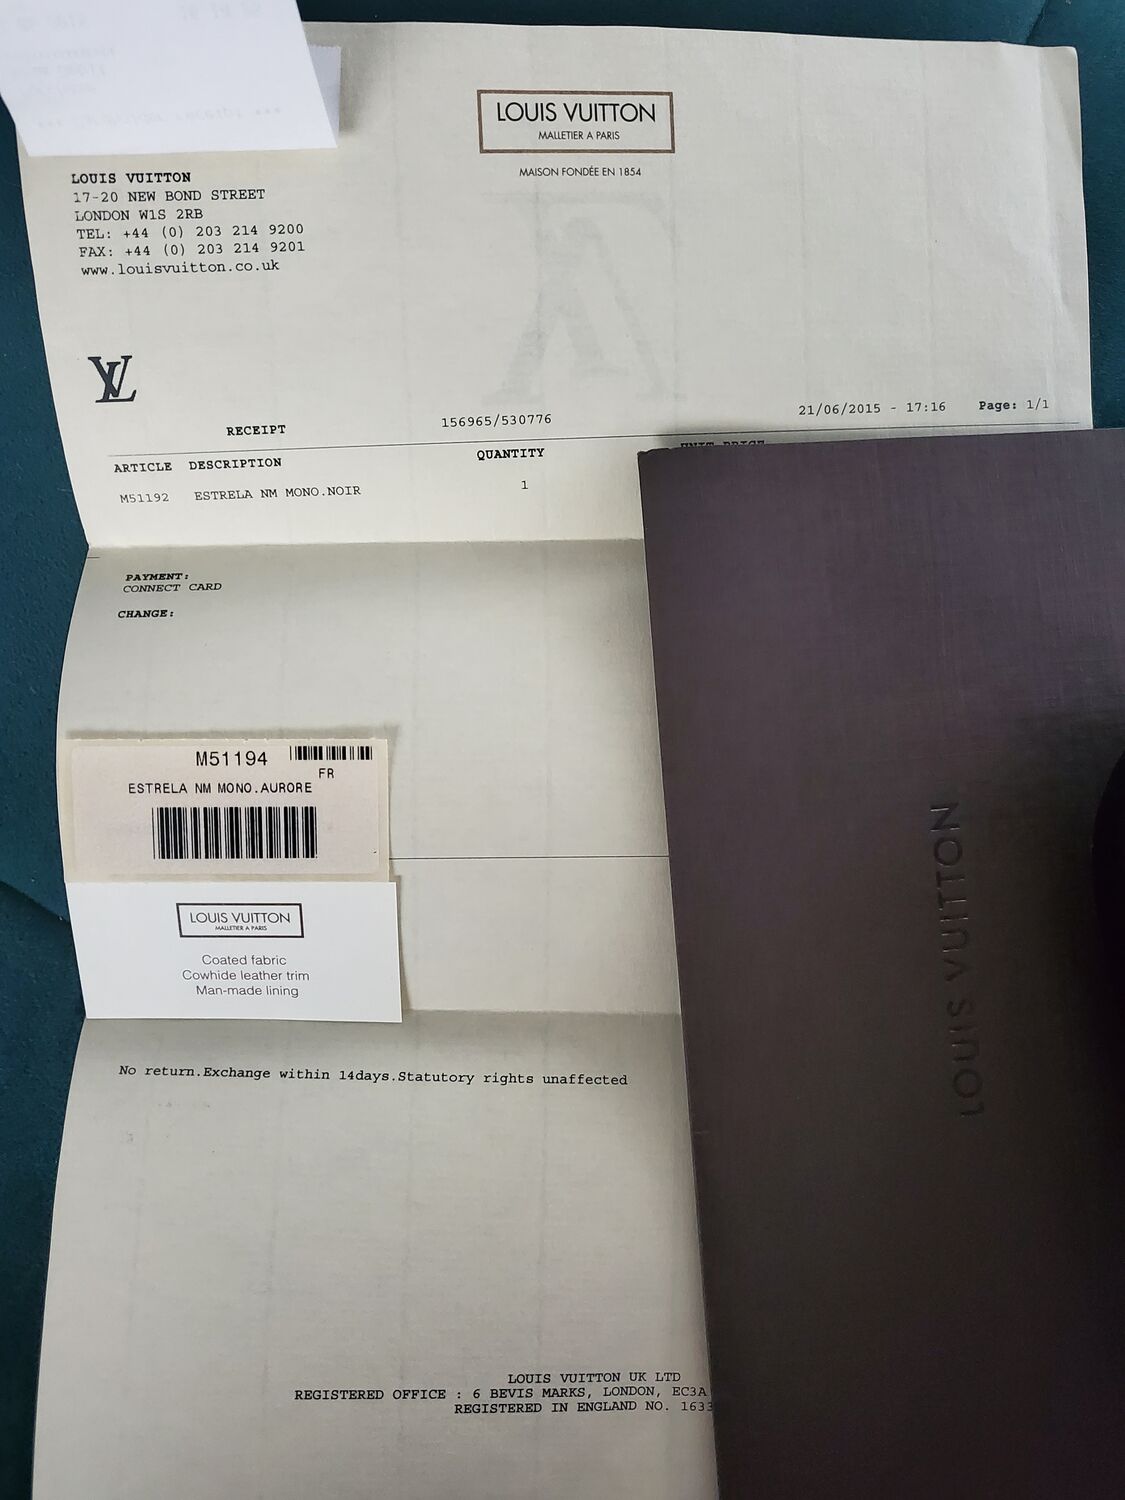 LOUIS VUITTON
MALLETIER A PARIS
MAISON FONDÉE EN 1854
LOUIS VUITTON
17-20 NEW BOND STREET
LONDON W1S 2RB
TEL: +44 (0) 203 214 9200
FAX: +44 (0) 203 214 9201
www.louisvuitton.co.uk
LV
RECEIPT 156965/530776 21/06/2015 - 17:16 Page: 1/1
ARTICLE DESCRIPTION QUANTITY UNIT PRICE
M51192 ESTRELA NM MONO.NOIR 1
PAYMENT:
CONNECT CARD
CHANGE:
M51194
FR
ESTRELA NM MONO.AURORE
LOUIS VUITTON
MALLETIER A PARIS
Coated fabric
Cowhide leather trim
Man-made lining
No return.Exchange within 14days.Statutory rights unaffected
LOUIS VUITTON UK LTD
REGISTERED OFFICE : 6 BEVIS MARKS, LONDON, EC3A
REGISTERED IN ENGLAND NO. 1633
LOUIS VUITTON